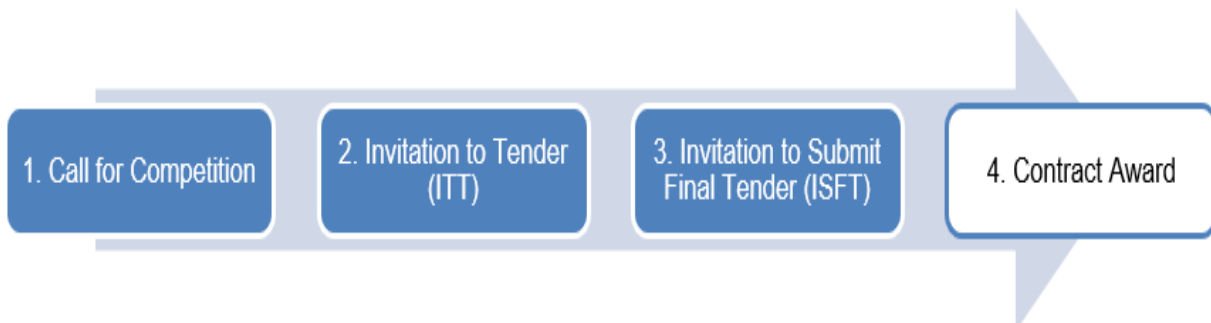 1. Call for Competition
2. Invitation to Tender
(ITT)
3. Invitation to Submit
Final Tender (ISFT)
4. Contract Award